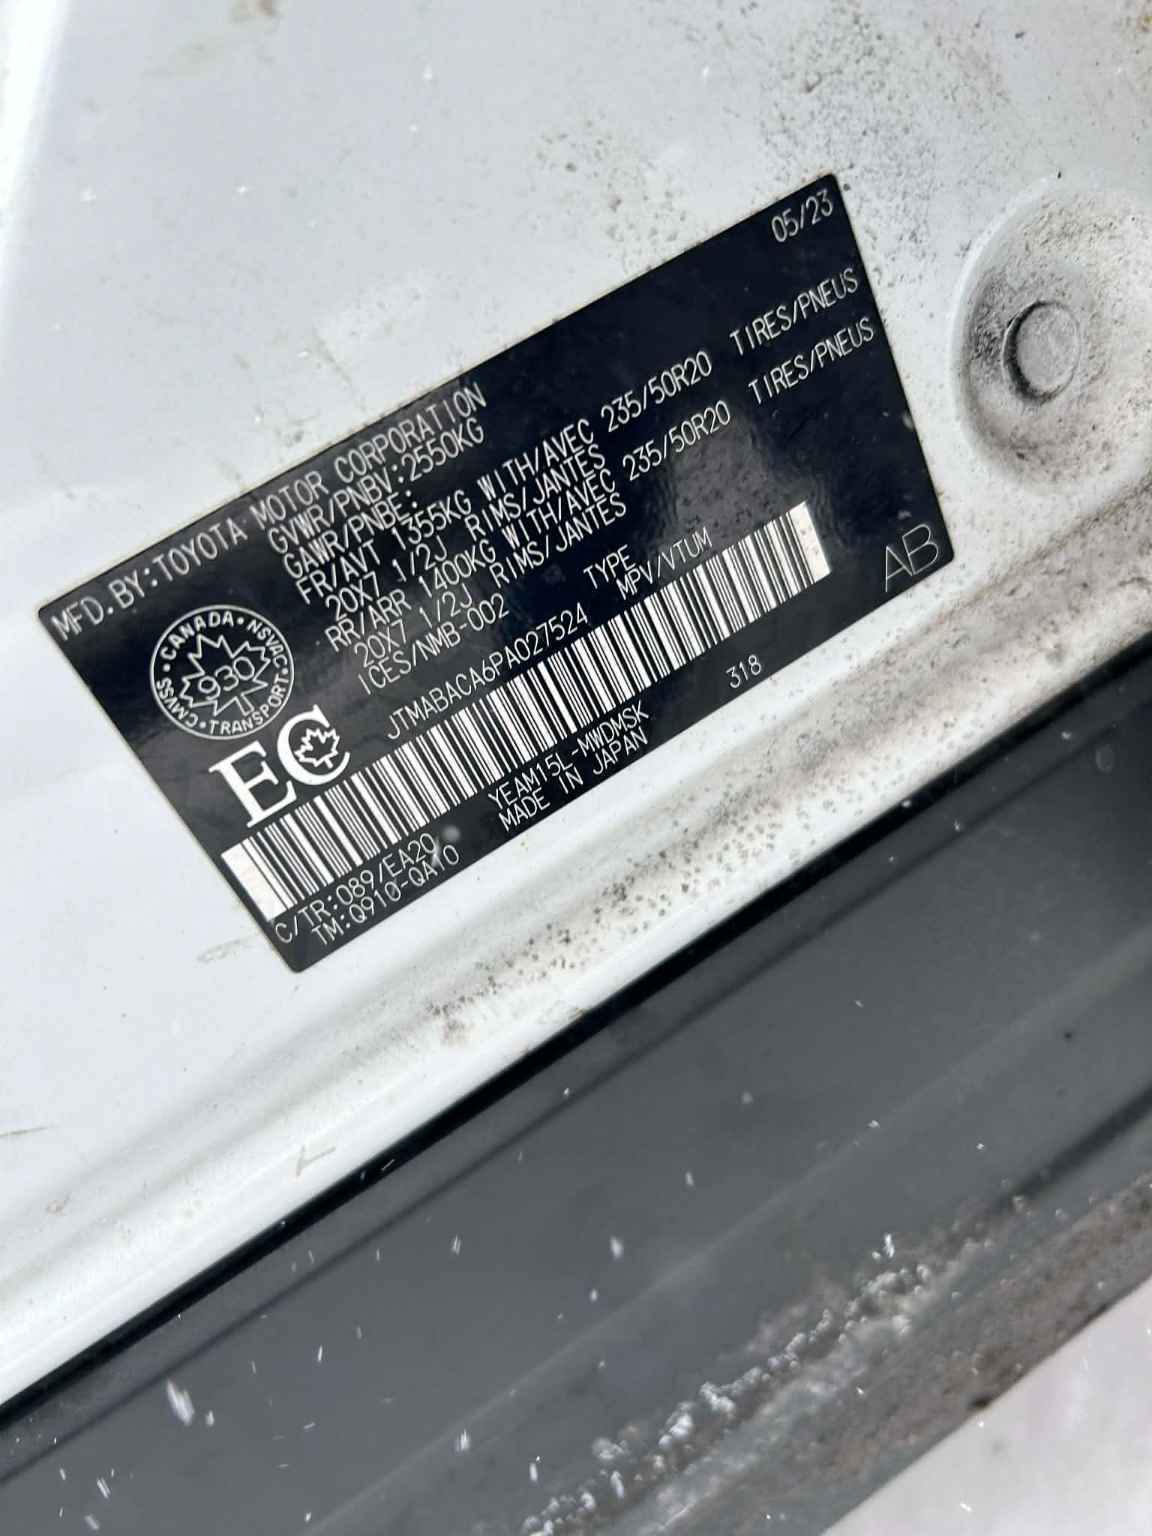 05/23
MFD.BY:TOYOTA MOTOR CORPORATION
GVWR/PNBV:2550KG
GAWR/PNBE:
FR/AVT 1355KG WITH/AVEC 235/50R20 TIRES/PNEUS
20X7 1/2J RIMS/JANTES
RR/ARR 1400KG WITH/AVEC 235/50R20 TIRES/PNEUS
20X7 1/2J RIMS/JANTES
ICES/NMB-002
CANADA • NSVAC • TRANSPORT • CMVSS •
930
EC
JTMABACA6PA027524
TYPE
MPV/VTUM
AB
C/TR:089/EA20
YEAM15L-MWDMSK
318
TM:Q910-QA10
MADE IN JAPAN